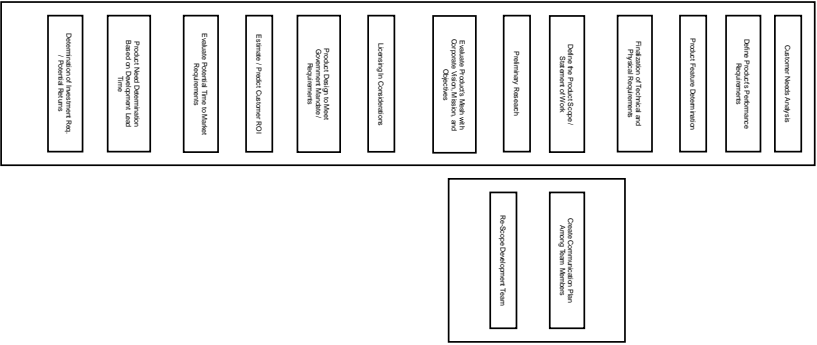 Customer Needs Analysis
Define Product's Performance
Requirements
Product Feature Determination
Finalization of Technical and
Physical Requirements
Define the Product Scope /
Statement of Work
Preliminary Research
Evaluate Product's Mesh with
Corporate Vision, Mission, and
Objectives
Licensing In Considerations
Product Design to Meet
Government Mandate /
Requirements
Estimate / Predict Customer ROI
Evaluate Potential Time to Market
Requirements
Product Need Determination
Based on Development Lead
Time
Determination of Investment Req.
/ Potential Returns
Create Communication Plan
Among Team Members
Re-Scope Development Team